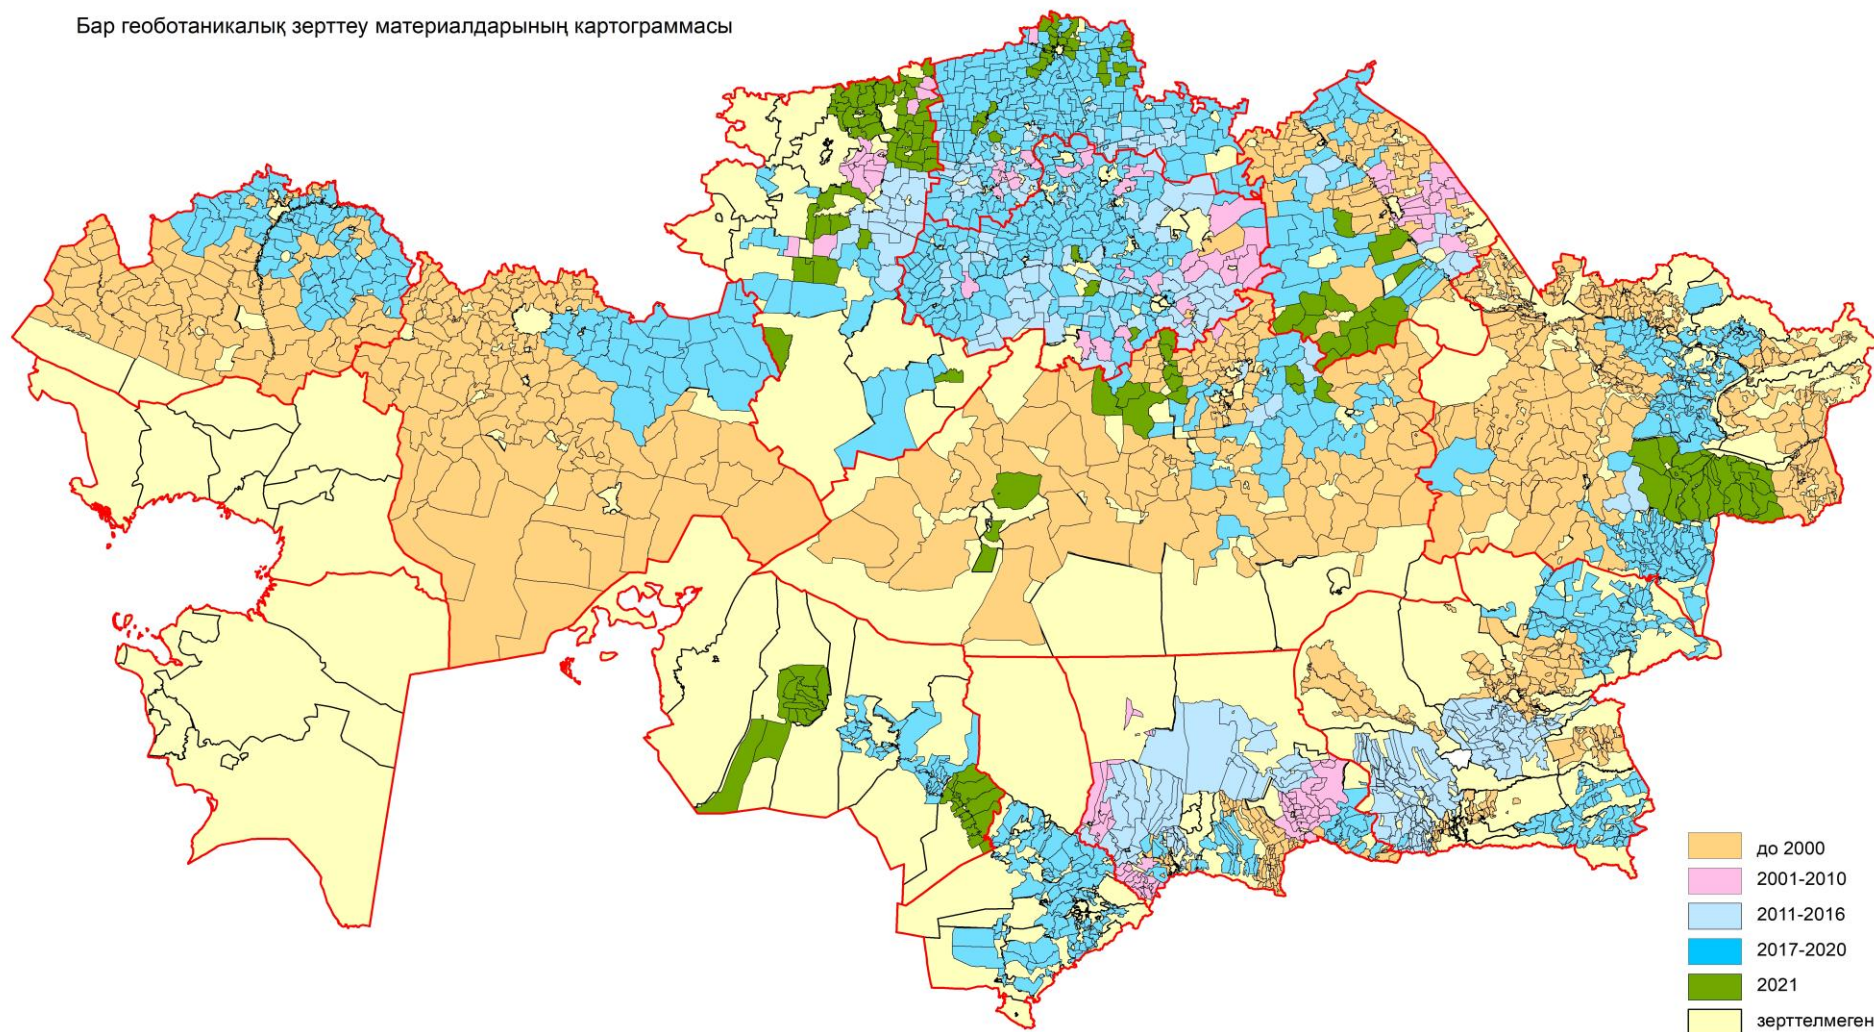 Бар геоботаникалық зерттеу материалдарының картограммасы
до 2000
2001-2010
2011-2016
2017-2020
2021
зерттелмеген